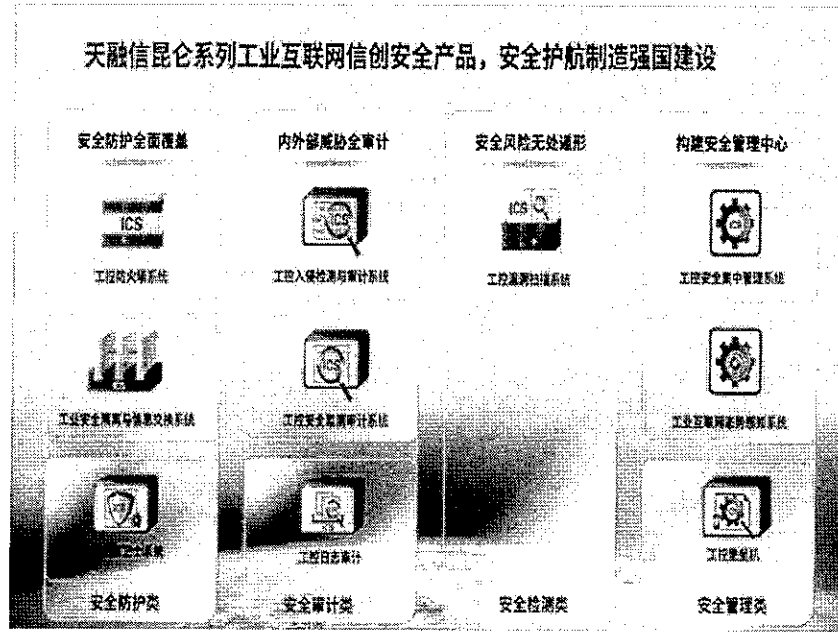 天融信昆仑系列工业互联网信创安全产品，安全护航制造强国建设
安全防护全面覆盖
内外部威胁全审计
安全风险无处遁形
构建安全管理中心
ICS
ICS
ICS
工控防火墙系统
工控入侵检测与审计系统
工控漏洞扫描系统
工控安全集中管理系统
ICS
工业安全隔离与信息交换系统
工控安全监测审计系统
工业互联网态势感知系统
工控日志审计
工控堡垒机
安全防护类
安全审计类
安全检测类
安全管理类